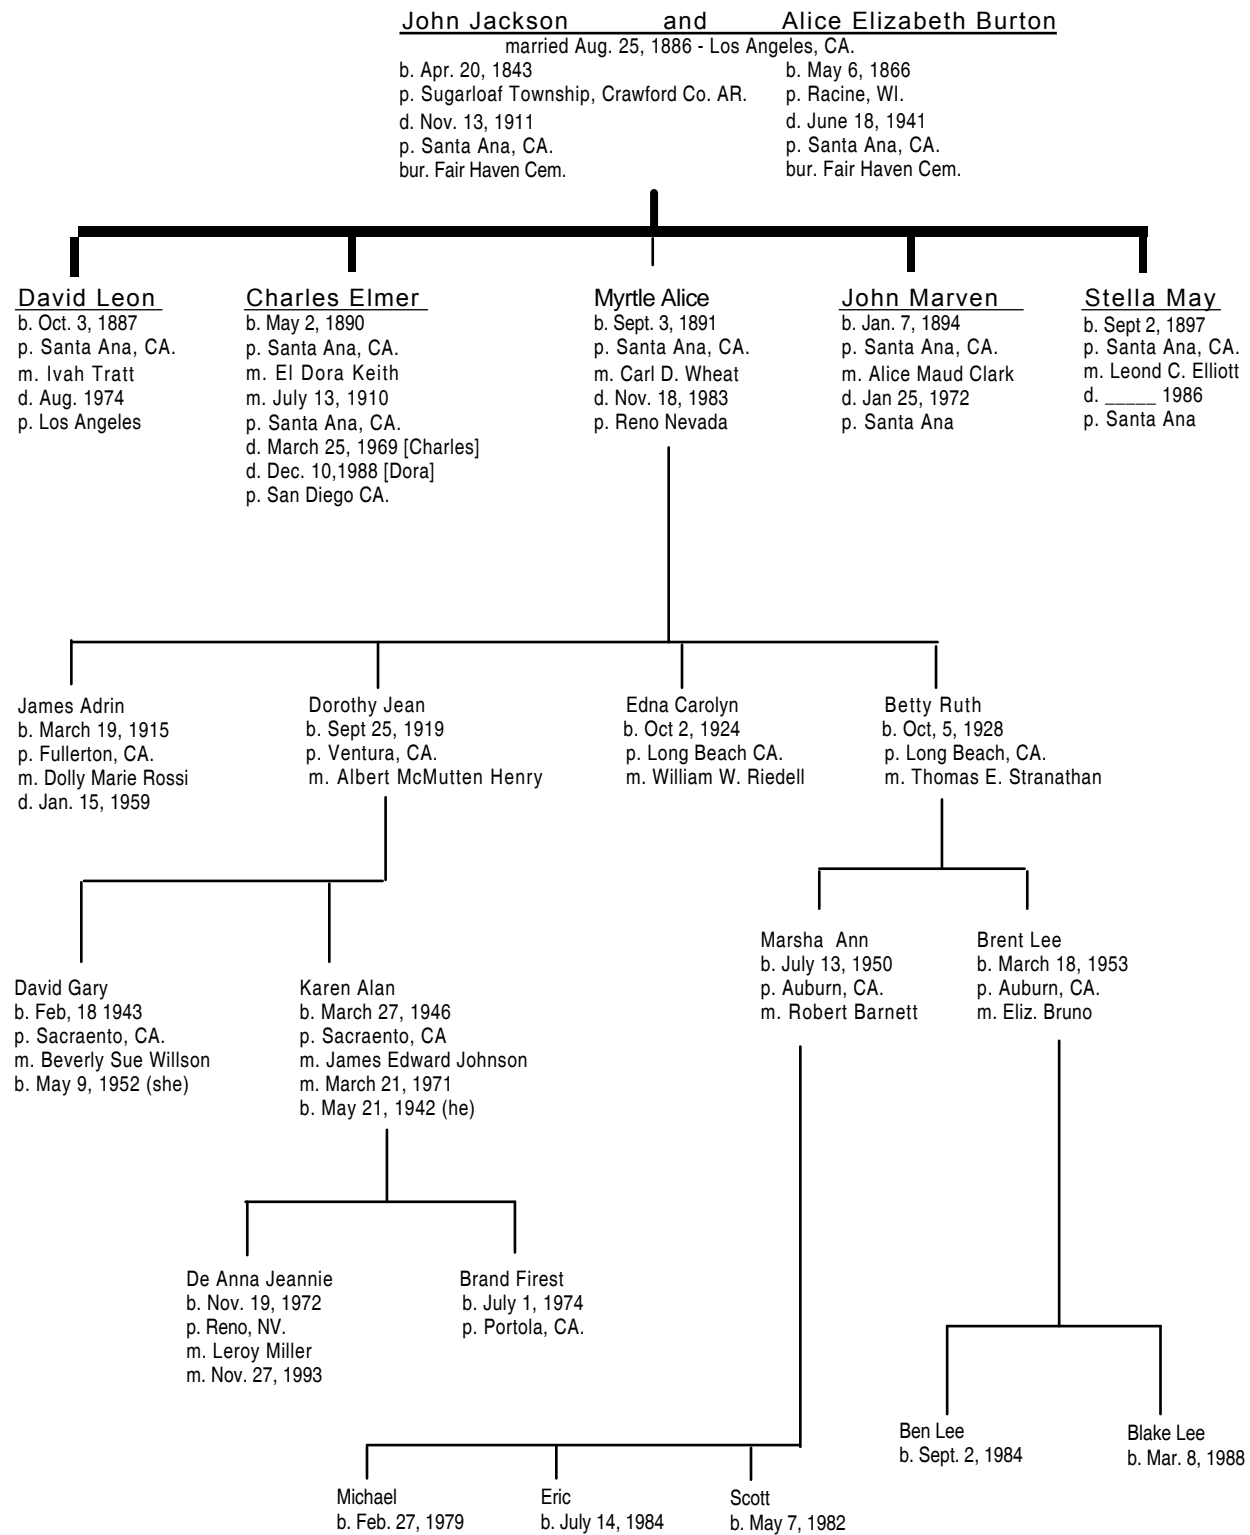 John Jackson and Alice Elizabeth Burton
married Aug. 25, 1886 - Los Angeles, CA.
b. Apr. 20, 1843
p. Sugarloaf Township, Crawford Co. AR.
d. Nov. 13, 1911
p. Santa Ana, CA.
bur. Fair Haven Cem.
b. May 6, 1866
p. Racine, WI.
d. June 18, 1941
p. Santa Ana, CA.
bur. Fair Haven Cem.
David Leon
b. Oct. 3, 1887
p. Santa Ana, CA.
m. Ivah Tratt
d. Aug. 1974
p. Los Angeles
Charles Elmer
b. May 2, 1890
p. Santa Ana, CA.
m. El Dora Keith
m. July 13, 1910
p. Santa Ana, CA.
d. March 25, 1969 [Charles]
d. Dec. 10,1988 [Dora]
p. San Diego CA.
Myrtle Alice
b. Sept. 3, 1891
p. Santa Ana, CA.
m. Carl D. Wheat
d. Nov. 18, 1983
p. Reno Nevada
John Marven
b. Jan. 7, 1894
p. Santa Ana, CA.
m. Alice Maud Clark
d. Jan 25, 1972
p. Santa Ana
Stella May
b. Sept 2, 1897
p. Santa Ana, CA.
m. Leond C. Elliott
d. _____ 1986
p. Santa Ana
James Adrin
b. March 19, 1915
p. Fullerton, CA.
m. Dolly Marie Rossi
d. Jan. 15, 1959
Dorothy Jean
b. Sept 25, 1919
p. Ventura, CA.
m. Albert McMutten Henry
Edna Carolyn
b. Oct 2, 1924
p. Long Beach CA.
m. William W. Riedell
Betty Ruth
b. Oct, 5, 1928
p. Long Beach, CA.
m. Thomas E. Stranathan
Marsha Ann
b. July 13, 1950
p. Auburn, CA.
m. Robert Barnett
Brent Lee
b. March 18, 1953
p. Auburn, CA.
m. Eliz. Bruno
David Gary
b. Feb, 18 1943
p. Sacraento, CA.
m. Beverly Sue Willson
b. May 9, 1952 (she)
Karen Alan
b. March 27, 1946
p. Sacraento, CA
m. James Edward Johnson
m. March 21, 1971
b. May 21, 1942 (he)
De Anna Jeannie
b. Nov. 19, 1972
p. Reno, NV.
m. Leroy Miller
m. Nov. 27, 1993
Brand Firest
b. July 1, 1974
p. Portola, CA.
Ben Lee
b. Sept. 2, 1984
Blake Lee
b. Mar. 8, 1988
Michael
b. Feb. 27, 1979
Eric
b. July 14, 1984
Scott
b. May 7, 1982